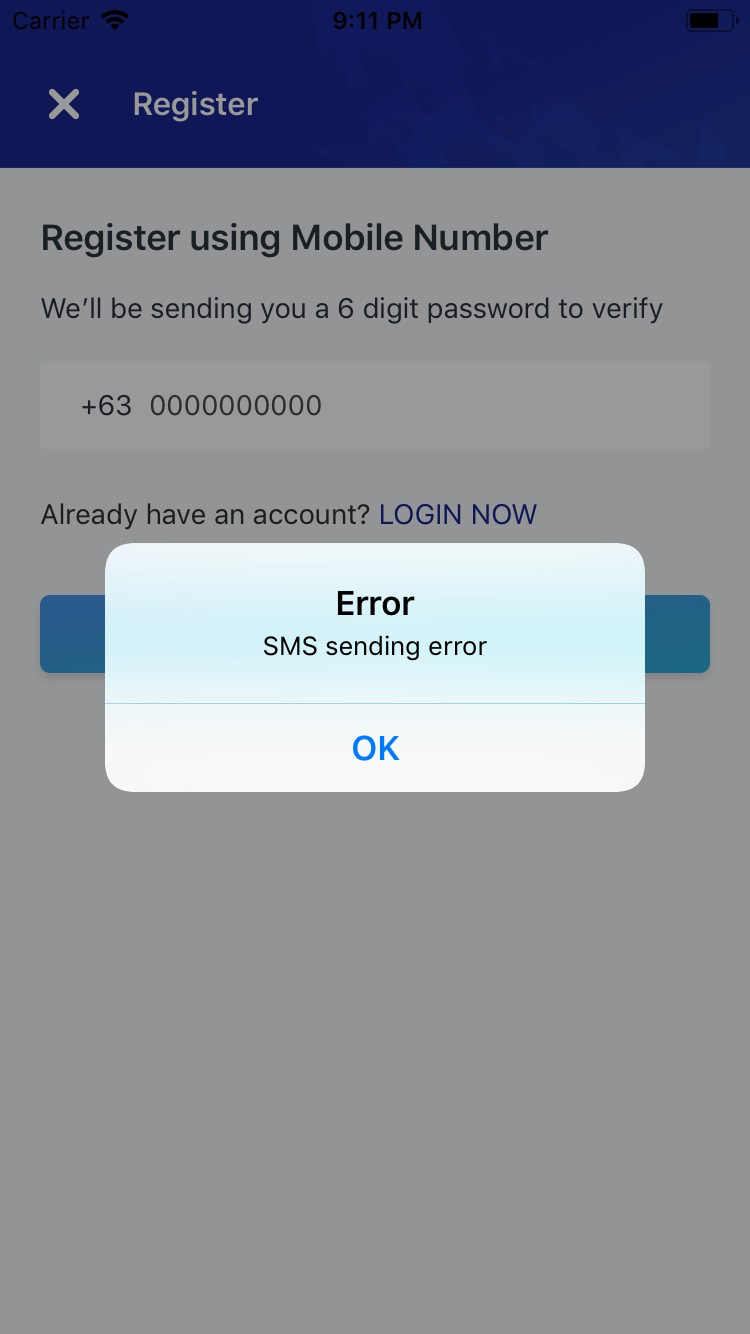 Carrier 9:11 PM
Register
Register using Mobile Number
We’ll be sending you a 6 digit password to verify
+63 0000000000
Already have an account? LOGIN NOW
Error
SMS sending error
OK